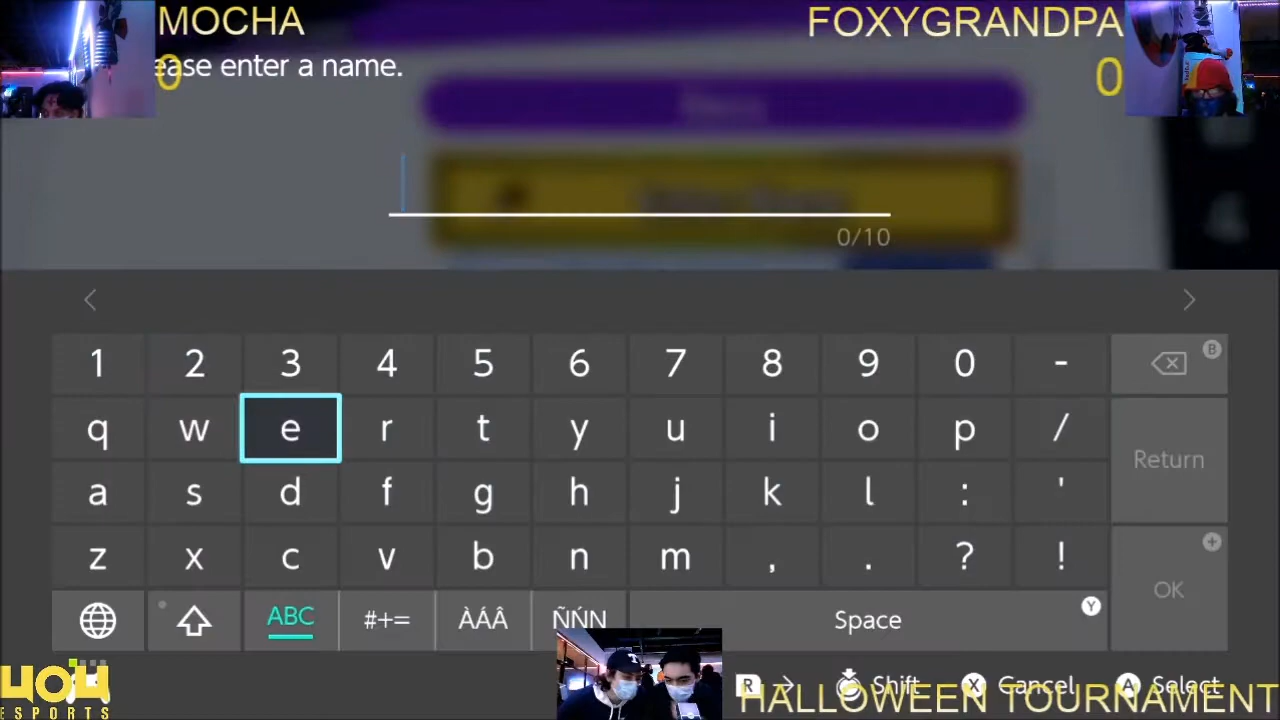 MOCHA
FOXYGRANDPA
ease enter a name.
0
0
0/10
1 2 3 4 5 6 7 8 9 0 - B
q w e r t y u i o p /
Return
a s d f g h j k l : '
z x c v b n m , . ? ! +
OK
ABC #+= ÀÁÂ ÑŃN Space Y
R Shift X Cancel A Select
404
ESPORTS
HALLOWEEN TOURNAMENT